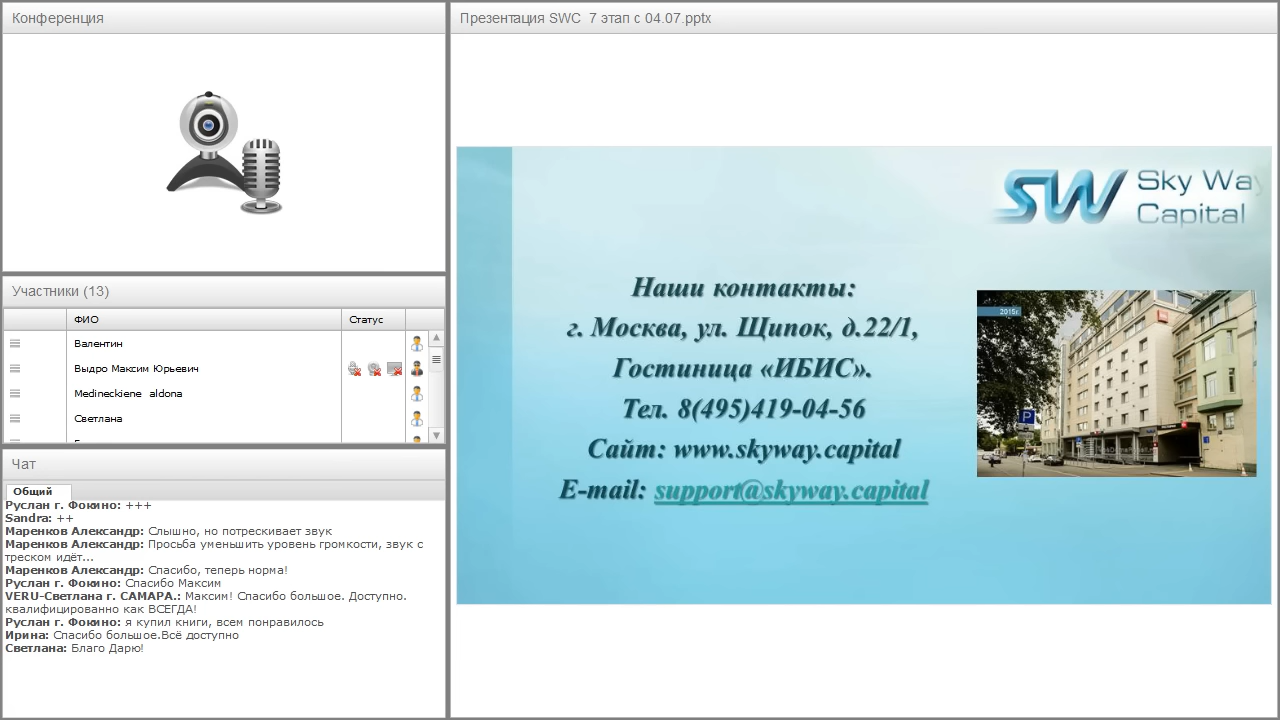 Конференция
Участники (13)
ФИО
Статус
Валентин
Выдро Максим Юрьевич
Medineckiene aldona
Светлана
Чат
Общий
Руслан г. Фокино: +++
Sandra: ++
Маренков Александр: Слышно, но потрескивает звук
Маренков Александр: Просьба уменьшить уровень громкости, звук с
треском идёт...
Маренков Александр: Спасибо, теперь норма!
Руслан г. Фокино: Спасибо Максим
VERU-Светлана г. САМАРА.: Максим! Спасибо большое. Доступно.
квалифицированно как ВСЕГДА!
Руслан г. Фокино: я купил книги, всем понравилось
Ирина: Спасибо большое.Всё доступно
Светлана: Благо Дарю!
Презентация SWC 7 этап с 04.07.pptx
SW Sky Way
Capital
Наши контакты:
г. Москва, ул. Щипок, д.22/1,
Гостиница «ИБИС».
Тел. 8(495)419-04-56
Сайт: www.skyway.capital
E-mail: support@skyway.capital
2015г
P